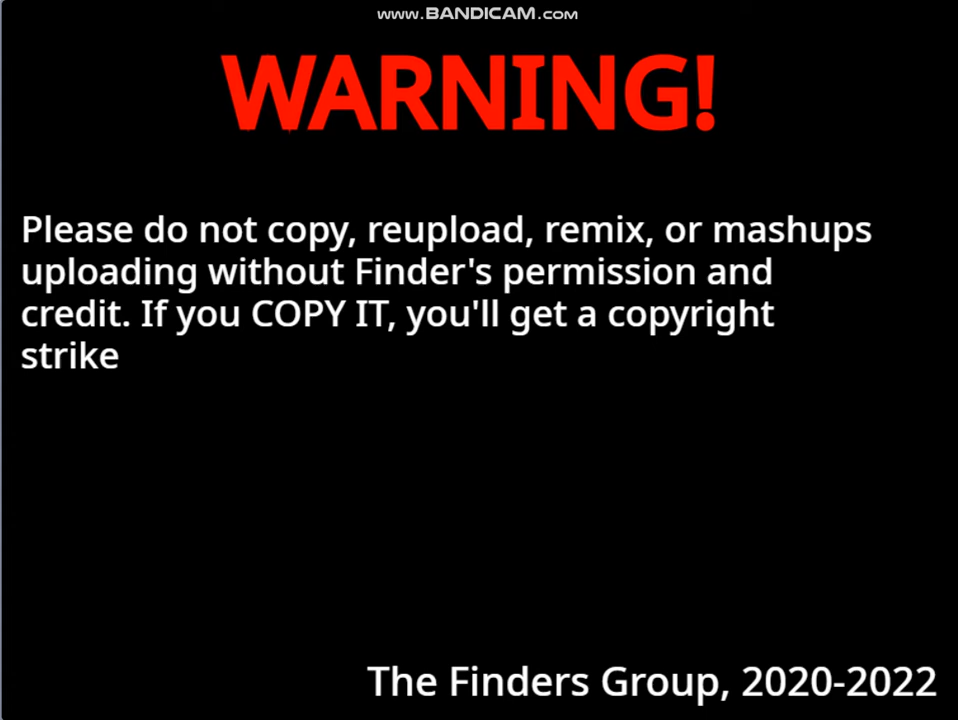 www.BANDICAM.com
WARNING!
Please do not copy, reupload, remix, or mashups
uploading without Finder's permission and
credit. If you COPY IT, you'll get a copyright
strike
The Finders Group, 2020-2022